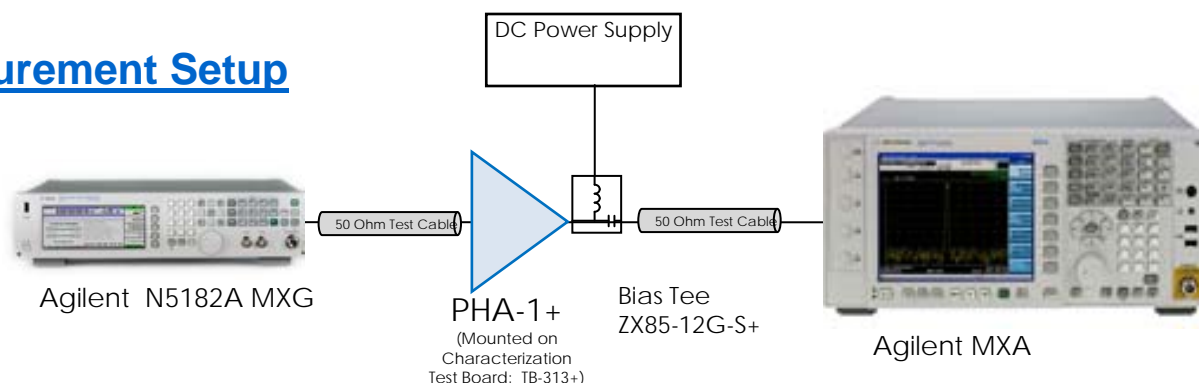 DC Power Supply
urement Setup
50 Ohm Test Cable
50 Ohm Test Cable
Agilent N5182A MXG
PHA-1+
(Mounted on
Characterization
Test Board: TB-313+)
Bias Tee
ZX85-12G-S+
Agilent MXA